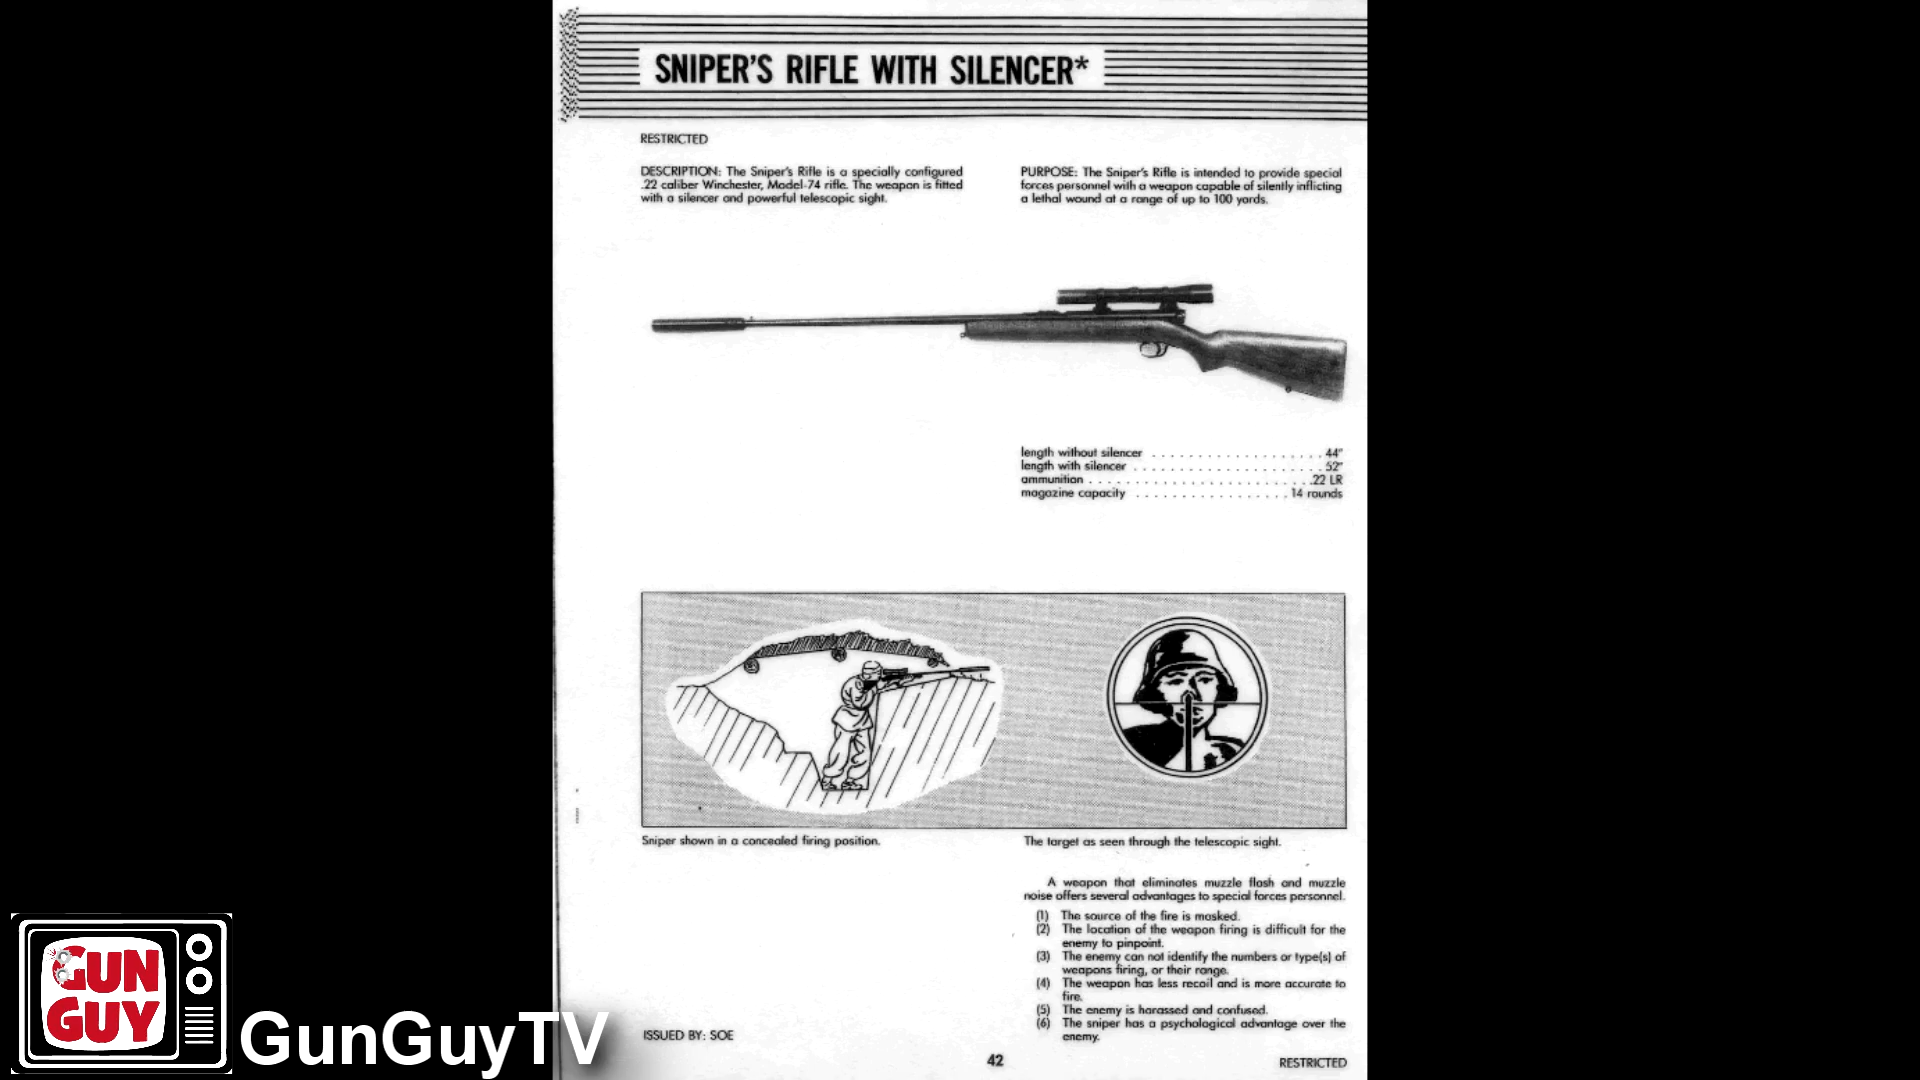 SNIPER'S RIFLE WITH SILENCER*
RESTRICTED
DESCRIPTION: The Sniper's Rifle is a specially configured
.22 caliber Winchester, Model-74 rifle. The weapon is fitted
with a silencer and powerful telescopic sight.
PURPOSE: The Sniper's Rifle is intended to provide special
forces personnel with a weapon capable of silently inflicting
a lethal wound at a range of up to 100 yards.
length without silencer . . . . . . . . . . . . . . . . . . . 44"
length with silencer . . . . . . . . . . . . . . . . . . . . . 52"
ammunition . . . . . . . . . . . . . . . . . . . . . . . . .22 LR
magazine capacity . . . . . . . . . . . . . . . . . 14 rounds
Sniper shown in a concealed firing position.
The target as seen through the telescopic sight.
A weapon that eliminates muzzle flash and muzzle
noise offers several advantages to special forces personnel.
(1) The source of the fire is masked.
(2) The location of the weapon firing is difficult for the
enemy to pinpoint.
(3) The enemy can not identify the numbers or type(s) of
weapons firing, or their range.
(4) The weapon has less recoil and is more accurate to
fire.
(5) The enemy is harassed and confused.
(6) The sniper has a psychological advantage over the
enemy.
ISSUED BY: SOE
42
RESTRICTED
GUN
GUY
GunGuyTV